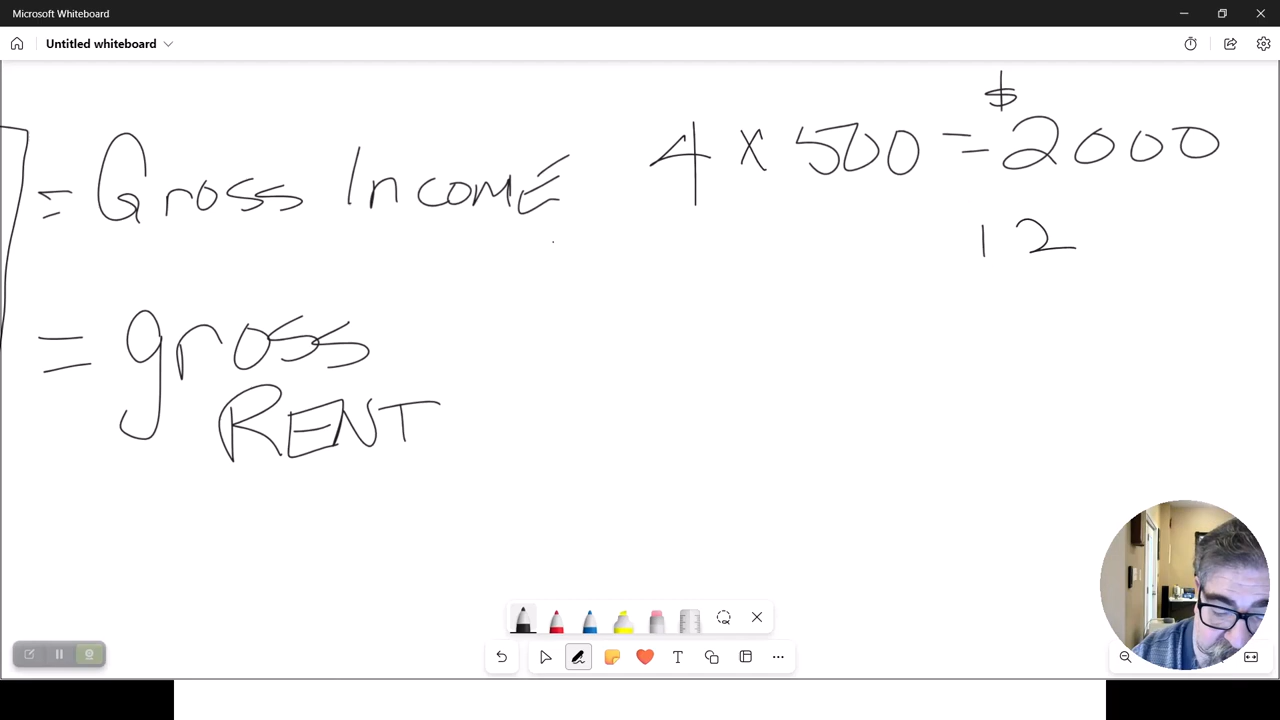 Microsoft Whiteboard
Untitled whiteboard
$
= Gross Income 4 x 500 = 2000
12
= gross
RENT
T